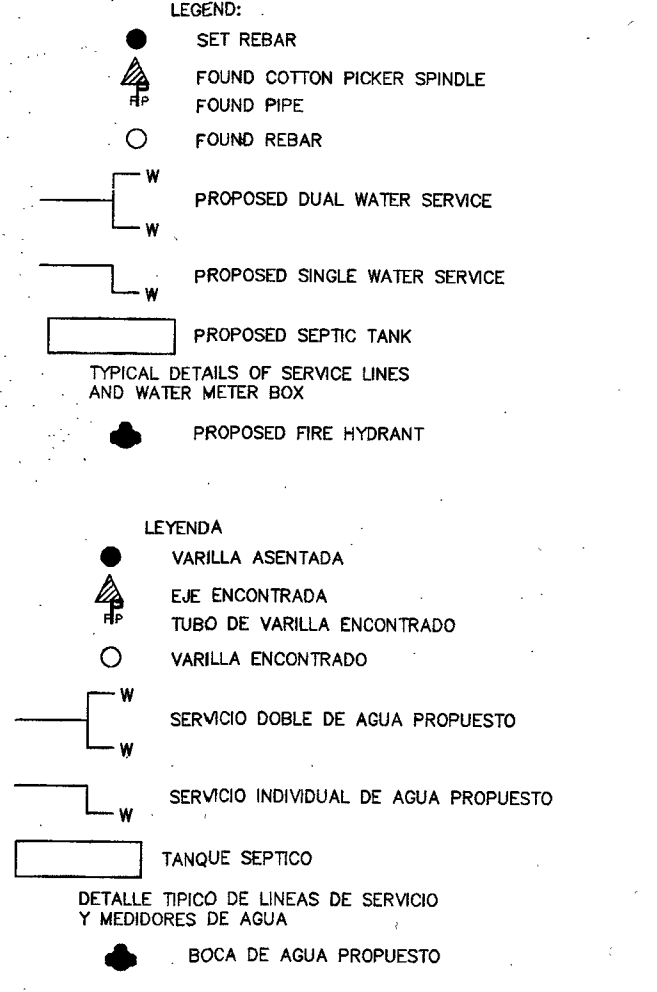 LEGEND:
SET REBAR
FOUND COTTON PICKER SPINDLE
FP
FOUND PIPE
FOUND REBAR
W
PROPOSED DUAL WATER SERVICE
W
PROPOSED SINGLE WATER SERVICE
W
PROPOSED SEPTIC TANK
TYPICAL DETAILS OF SERVICE LINES
AND WATER METER BOX
PROPOSED FIRE HYDRANT
LEYENDA
VARILLA ASENTADA
EJE ENCONTRADA
FP
TUBO DE VARILLA ENCONTRADO
VARILLA ENCONTRADO
W
SERVICIO DOBLE DE AGUA PROPUESTO
W
SERVICIO INDIVIDUAL DE AGUA PROPUESTO
W
TANQUE SEPTICO
DETALLE TIPICO DE LINEAS DE SERVICIO
Y MEDIDORES DE AGUA
BOCA DE AGUA PROPUESTO